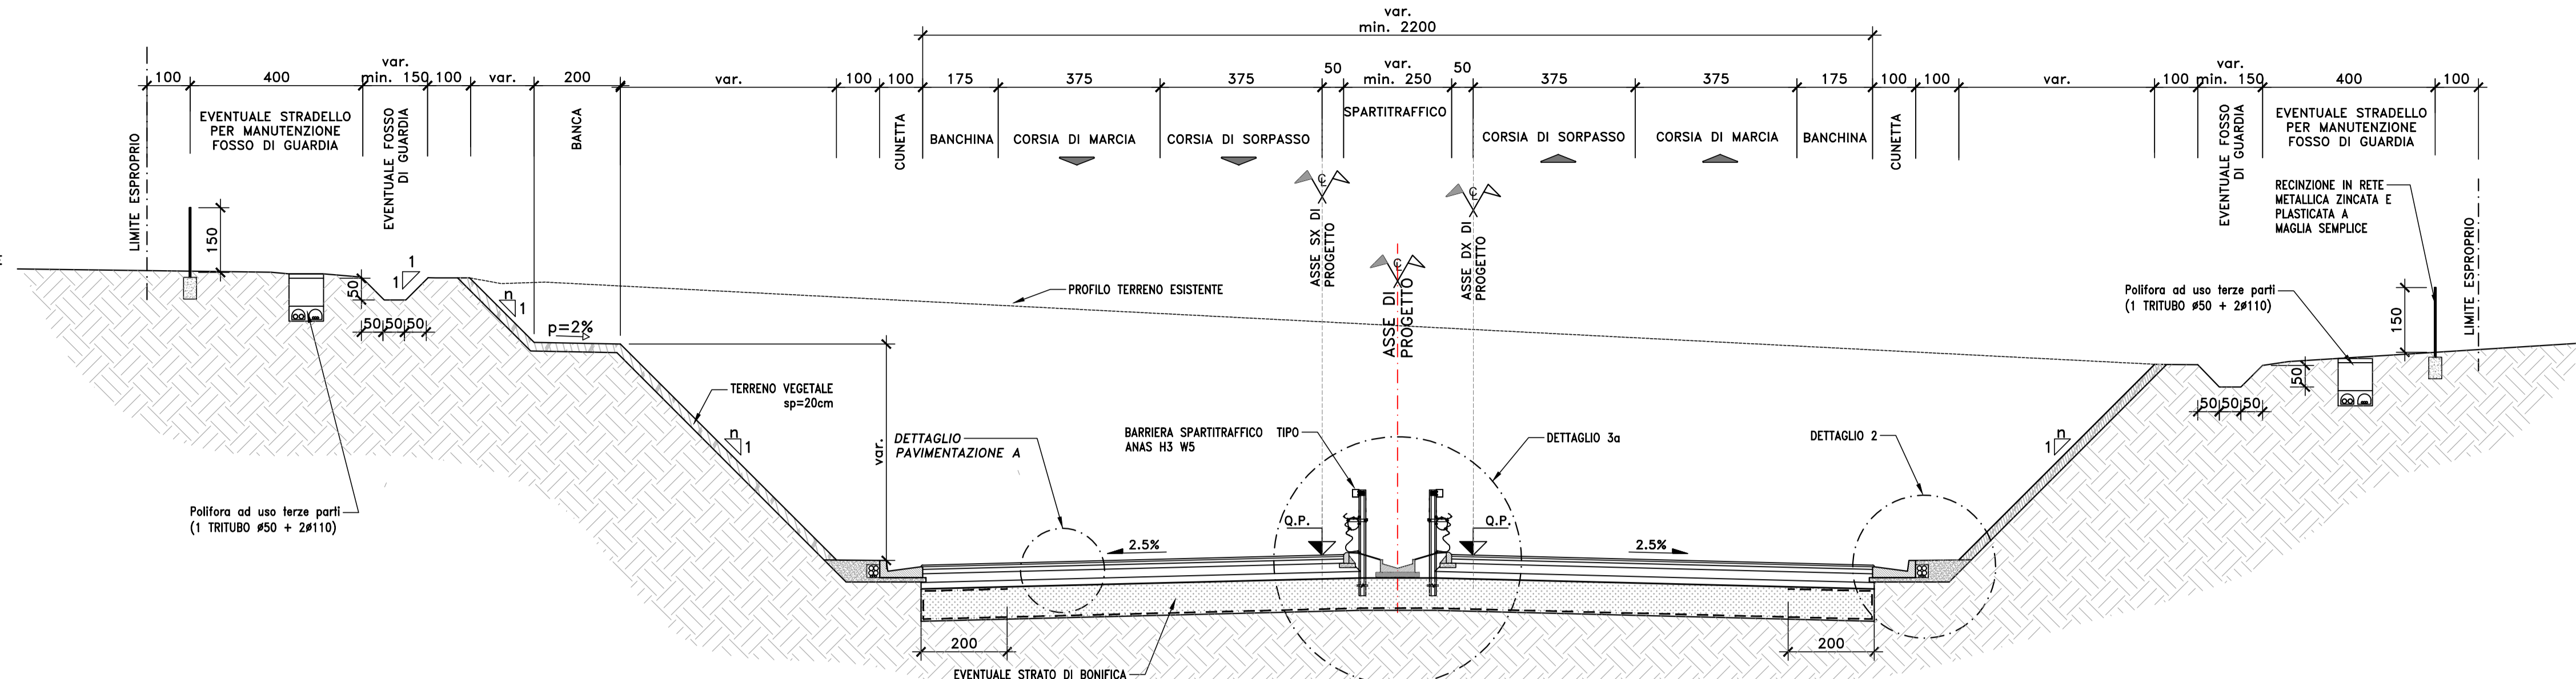 var.
min. 2200
100
400
var.
min. 150
100
var.
200
var.
100
100
175
375
375
50
var.
min. 250
50
375
375
175
100
100
var.
100
var.
min. 150
400
100
LIMITE ESPROPRIO
EVENTUALE STRADELLO
PER MANUTENZIONE
FOSSO DI GUARDIA
EVENTUALE FOSSO
DI GUARDIA
BANCA
CUNETTA
BANCHINA
CORSIA DI MARCIA
CORSIA DI SORPASSO
SPARTITRAFFICO
CORSIA DI SORPASSO
CORSIA DI MARCIA
BANCHINA
CUNETTA
EVENTUALE FOSSO
DI GUARDIA
EVENTUALE STRADELLO
PER MANUTENZIONE
FOSSO DI GUARDIA
LIMITE ESPROPRIO
RECINZIONE IN RETE
METALLICA ZINCATA E
PLASTICATA A
MAGLIA SEMPLICE
ASSE SX DI
PROGETTO
ASSE DI
PROGETTO
ASSE DX DI
PROGETTO
150
50
1
1
50
50
50
n
1
p=2%
PROFILO TERRENO ESISTENTE
Polifora ad uso terze parti
(1 TRITUBO ø50 + 2ø110)
150
50
50
50
50
TERRENO VEGETALE
sp=20cm
n
1
var.
DETTAGLIO
PAVIMENTAZIONE A
BARRIERA SPARTITRAFFICO TIPO
ANAS H3 W5
DETTAGLIO 3a
DETTAGLIO 2
n
1
Polifora ad uso terze parti
(1 TRITUBO ø50 + 2ø110)
Q.P.
Q.P.
2.5%
2.5%
200
200
EVENTUALE STRATO DI BONIFICA